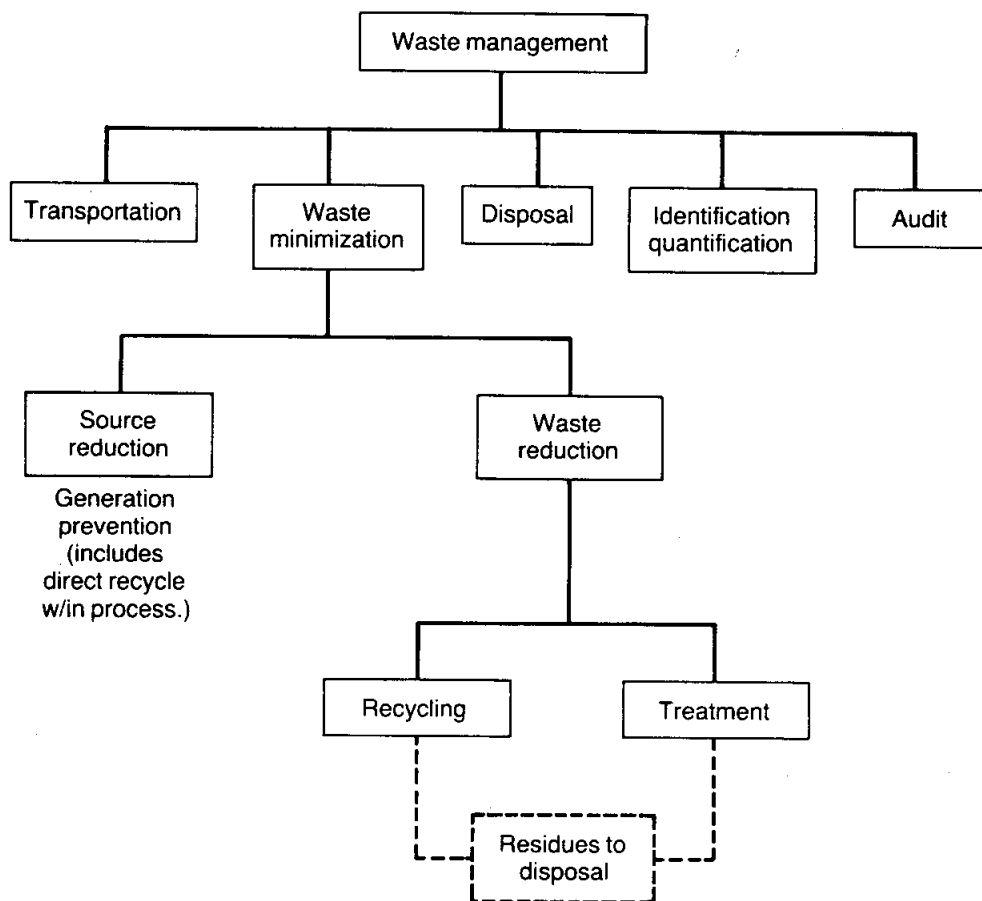 Waste management
Transportation
Waste
minimization
Disposal
Identification
quantification
Audit
Source
reduction
Generation
prevention
(includes
direct recycle
w/in process.)
Waste
reduction
Recycling
Treatment
Residues to
disposal